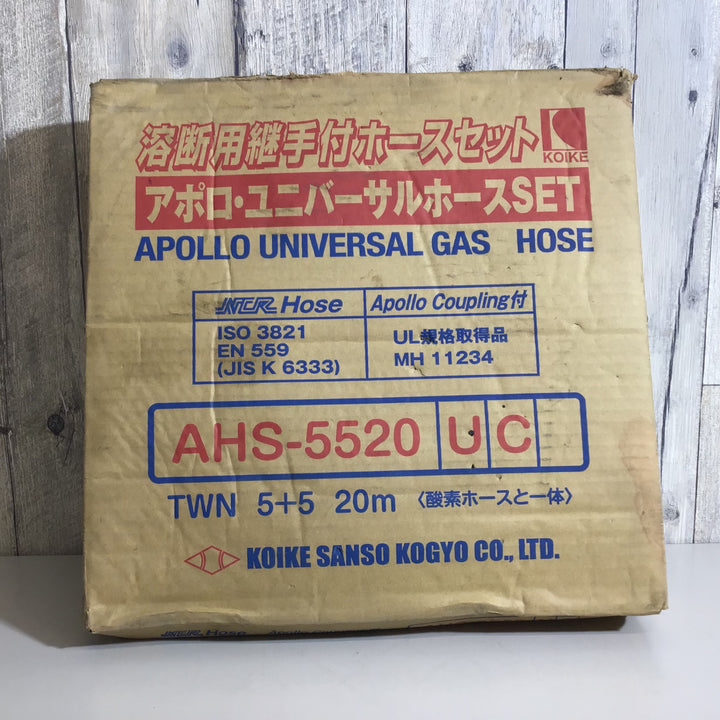 溶断用継手付ホースセット
KOIKE
アポロ・ユニバーサルホースSET
APOLLO UNIVERSAL GAS HOSE
NCR Hose
Apollo Coupling付
ISO 3821
EN 559
(JIS K 6333)
UL規格取得品
MH 11234
AHS-5520 U C
TWN 5+5 20m 〈酸素ホースと一体〉
KOIKE SANSO KOGYO CO., LTD.
NCR Hose